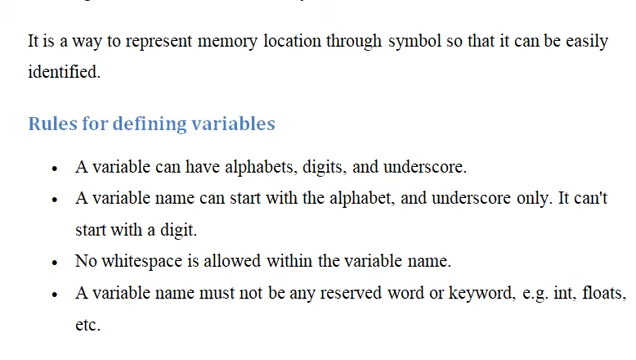 It is a way to represent memory location through symbol so that it can be easily
identified.
Rules for defining variables
• A variable can have alphabets, digits, and underscore.
• A variable name can start with the alphabet, and underscore only. It can't
start with a digit.
• No whitespace is allowed within the variable name.
• A variable name must not be any reserved word or keyword, e.g. int, floats,
etc.